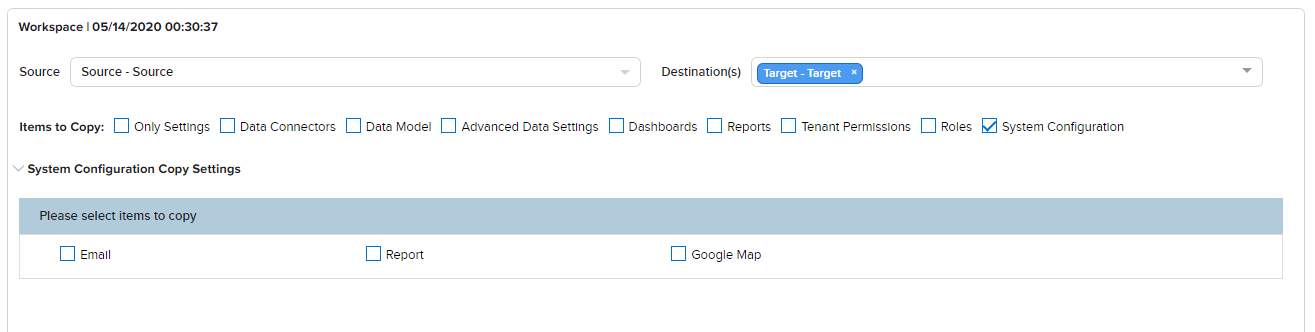 Workspace | 05/14/2020 00:30:37
Source Source - Source Destination(s) Target - Target ×
Items to Copy: Only Settings Data Connectors Data Model Advanced Data Settings Dashboards Reports Tenant Permissions Roles System Configuration
System Configuration Copy Settings
Please select items to copy
Email Report Google Map